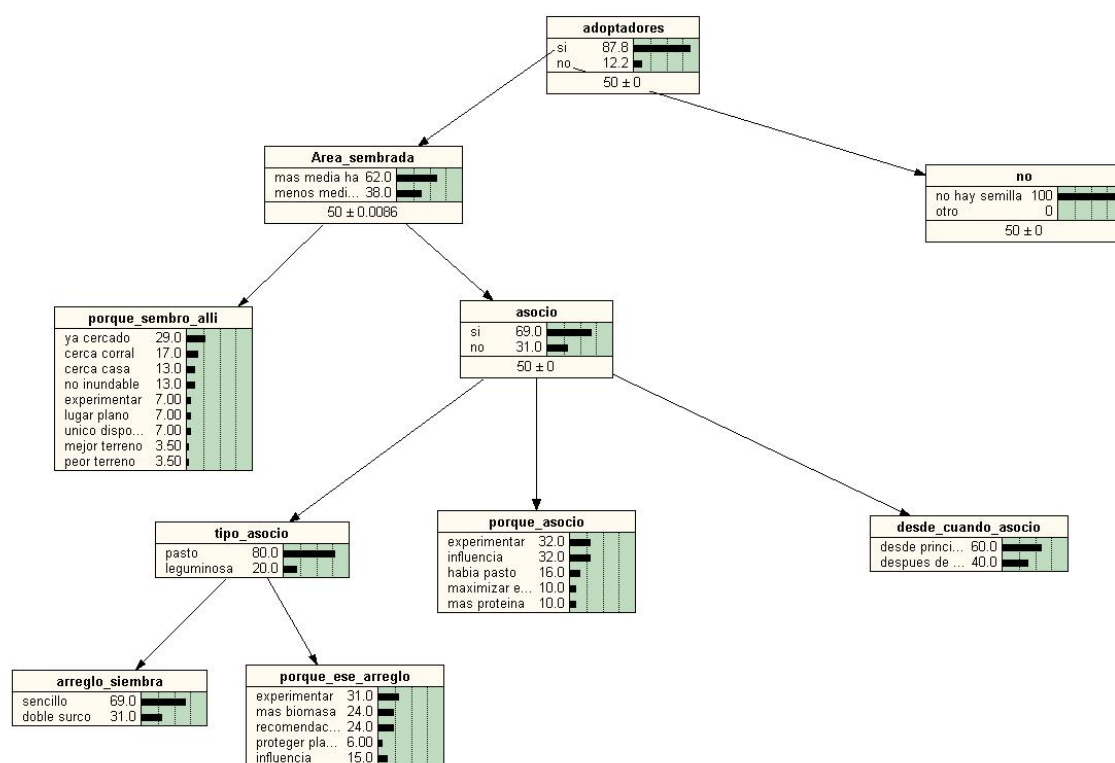 adoptadores
si 87.8
no 12.2
50 ± 0
Area_sembrada
mas media ha 62.0
menos medi... 38.0
50 ± 0.0086
no
no hay semilla 100
otro 0
50 ± 0
porque_sembro_alli
ya cercado 29.0
cerca corral 17.0
cerca casa 13.0
no inundable 13.0
experimentar 7.00
lugar plano 7.00
unico dispo... 7.00
mejor terreno 3.50
peor terreno 3.50
asocio
si 69.0
no 31.0
50 ± 0
tipo_asocio
pasto 80.0
leguminosa 20.0
porque_asocio
experimentar 32.0
influencia 32.0
habia pasto 16.0
maximizar e... 10.0
mas proteina 10.0
desde_cuando_asocio
desde princi... 60.0
despues de ... 40.0
arreglo_siembra
sencillo 69.0
doble surco 31.0
porque_ese_arreglo
experimentar 31.0
mas biomasa 24.0
recomendac... 24.0
proteger pla... 6.00
influencia 15.0